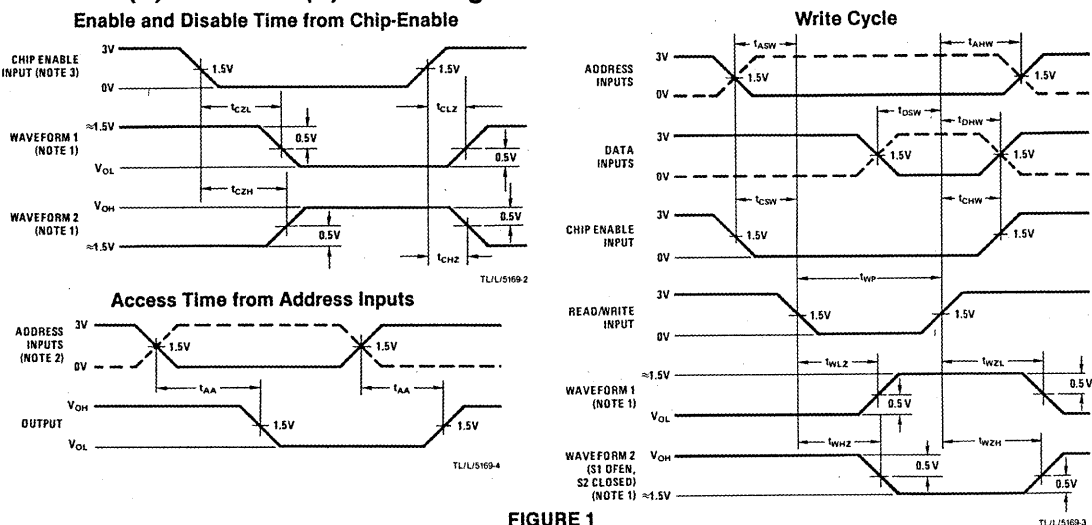 Enable and Disable Time from Chip-Enable
3V
CHIP ENABLE
INPUT (NOTE 3)
1.5V
1.5V
0V
tCZL
tCLZ
≈1.5V
WAVEFORM 1
(NOTE 1)
0.5V
0.5V
VOL
tCZH
VOH
WAVEFORM 2
(NOTE 1)
0.5V
0.5V
≈1.5V
tCHZ
TL/L/5169-2
Access Time from Address Inputs
ADDRESS
INPUTS
(NOTE 2)
3V
1.5V
1.5V
0V
tAA
tAA
VOH
OUTPUT
1.5V
1.5V
VOL
TL/L/5169-4
Write Cycle
tASW
tAHW
3V
ADDRESS
INPUTS
1.5V
1.5V
0V
tDSW
tDHW
3V
DATA
INPUTS
1.5V
1.5V
0V
tCSW
tCHW
3V
CHIP ENABLE
INPUT
1.5V
1.5V
0V
tWP
3V
READ/WRITE
INPUT
1.5V
1.5V
0V
tWLZ
tWZL
≈1.5V
WAVEFORM 1
(NOTE 1)
0.5V
0.5V
VOL
tWHZ
tWZH
WAVEFORM 2
(S1 OPEN,
S2 CLOSED)
(NOTE 1)
VOH
0.5V
0.5V
≈1.5V
TL/L/5169-3
FIGURE 1